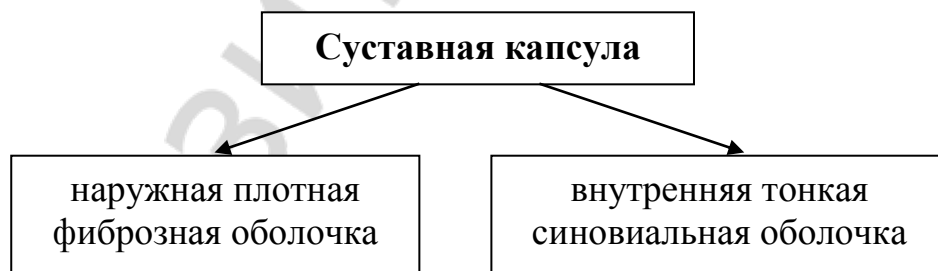 Суставная капсула
наружная плотная
фиброзная оболочка
внутренняя тонкая
синовиальная оболочка